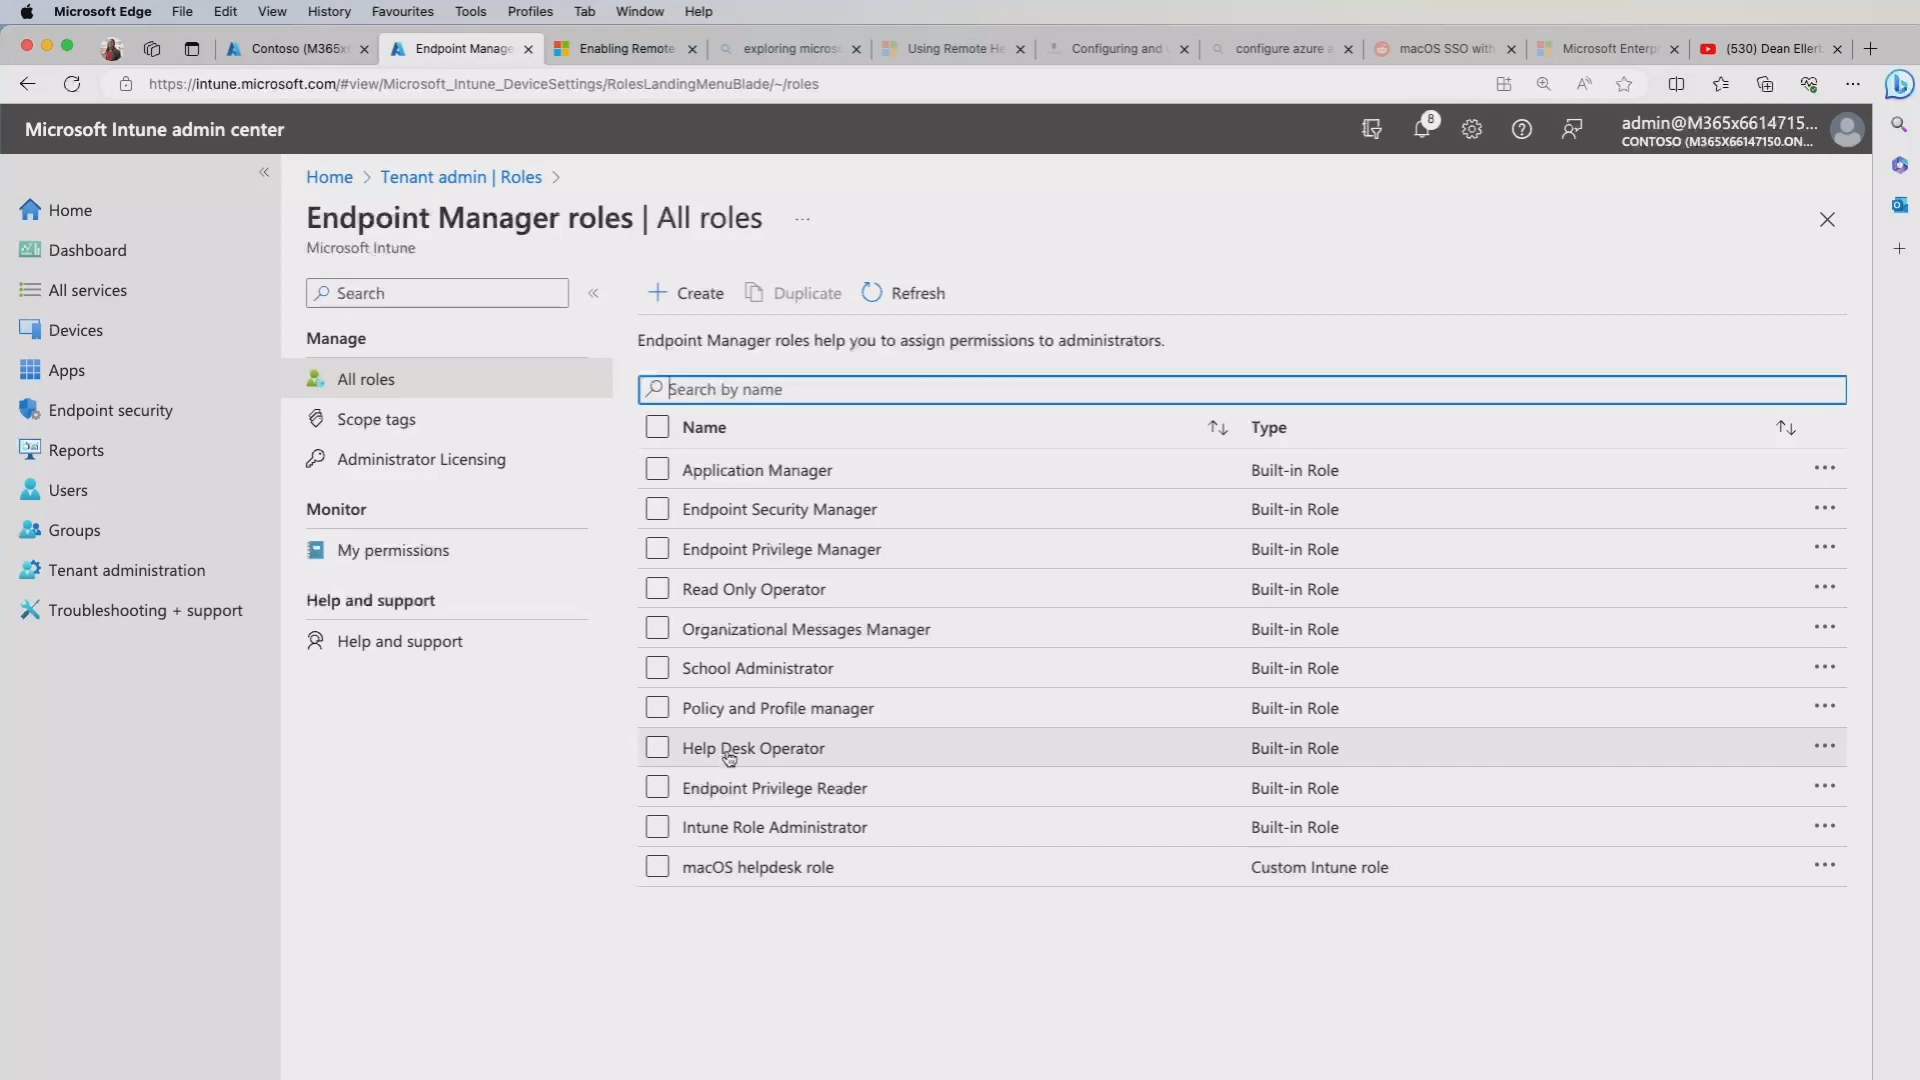 Microsoft Edge File Edit View History Favourites Tools Profiles Tab Window Help
Contoso (M365x
Endpoint Manage
Enabling Remote
exploring micros
Using Remote He
Configuring and
configure azure a
macOS SSO with
Microsoft Enterp
(530) Dean Ellerb
https://intune.microsoft.com/#view/Microsoft_Intune_DeviceSettings/RolesLandingMenuBlade/~/roles
Microsoft Intune admin center
8
admin@M365x6614715...
CONTOSO (M365X66147150.ON...
Home
Dashboard
All services
Devices
Apps
Endpoint security
Reports
Users
Groups
Tenant administration
Troubleshooting + support
Home > Tenant admin | Roles >
Endpoint Manager roles | All roles ...
Microsoft Intune
Search
Manage
All roles
Scope tags
Administrator Licensing
Monitor
My permissions
Help and support
Help and support
Create Duplicate Refresh
Endpoint Manager roles help you to assign permissions to administrators.
Search by name
Name Type
Application Manager Built-in Role
Endpoint Security Manager Built-in Role
Endpoint Privilege Manager Built-in Role
Read Only Operator Built-in Role
Organizational Messages Manager Built-in Role
School Administrator Built-in Role
Policy and Profile manager Built-in Role
Help Desk Operator Built-in Role
Endpoint Privilege Reader Built-in Role
Intune Role Administrator Built-in Role
macOS helpdesk role Custom Intune role